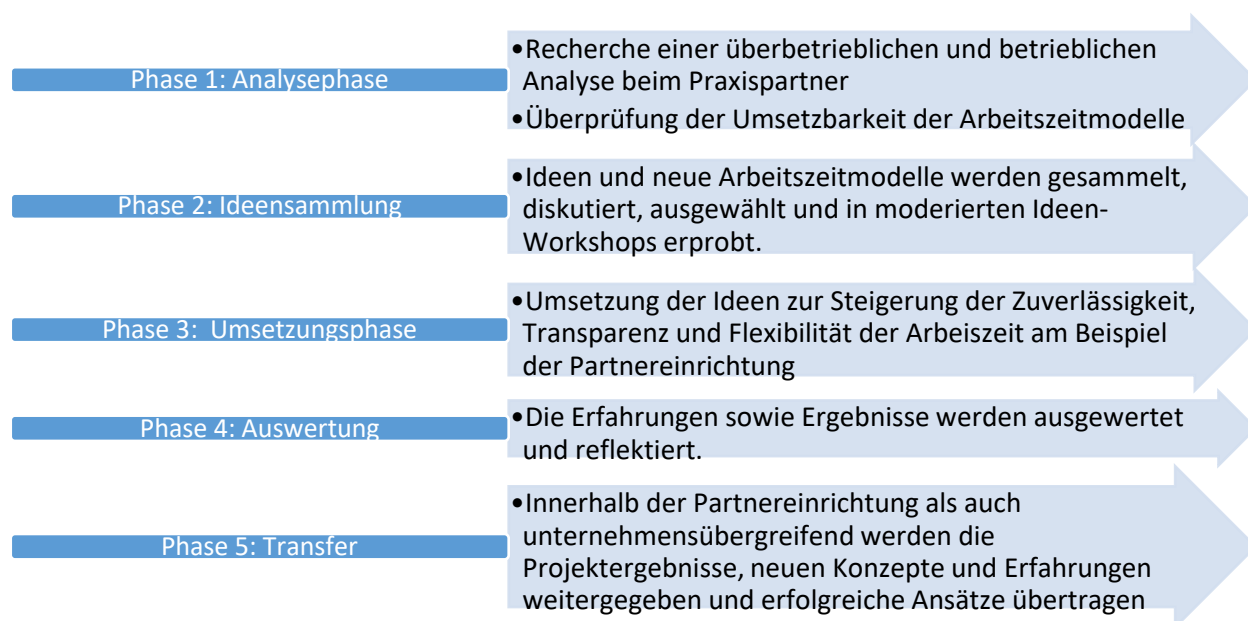 Phase 1: Analysephase
•Recherche einer überbetrieblichen und betrieblichen
Analyse beim Praxispartner
•Überprüfung der Umsetzbarkeit der Arbeitszeitmodelle
Phase 2: Ideensammlung
•Ideen und neue Arbeitszeitmodelle werden gesammelt,
diskutiert, ausgewählt und in moderierten Ideen-
Workshops erprobt.
Phase 3: Umsetzungsphase
•Umsetzung der Ideen zur Steigerung der Zuverlässigkeit,
Transparenz und Flexibilität der Arbeiszeit am Beispiel
der Partnereinrichtung
Phase 4: Auswertung
•Die Erfahrungen sowie Ergebnisse werden ausgewertet
und reflektiert.
Phase 5: Transfer
•Innerhalb der Partnereinrichtung als auch
unternehmensübergreifend werden die
Projektergebnisse, neuen Konzepte und Erfahrungen
weitergegeben und erfolgreiche Ansätze übertragen